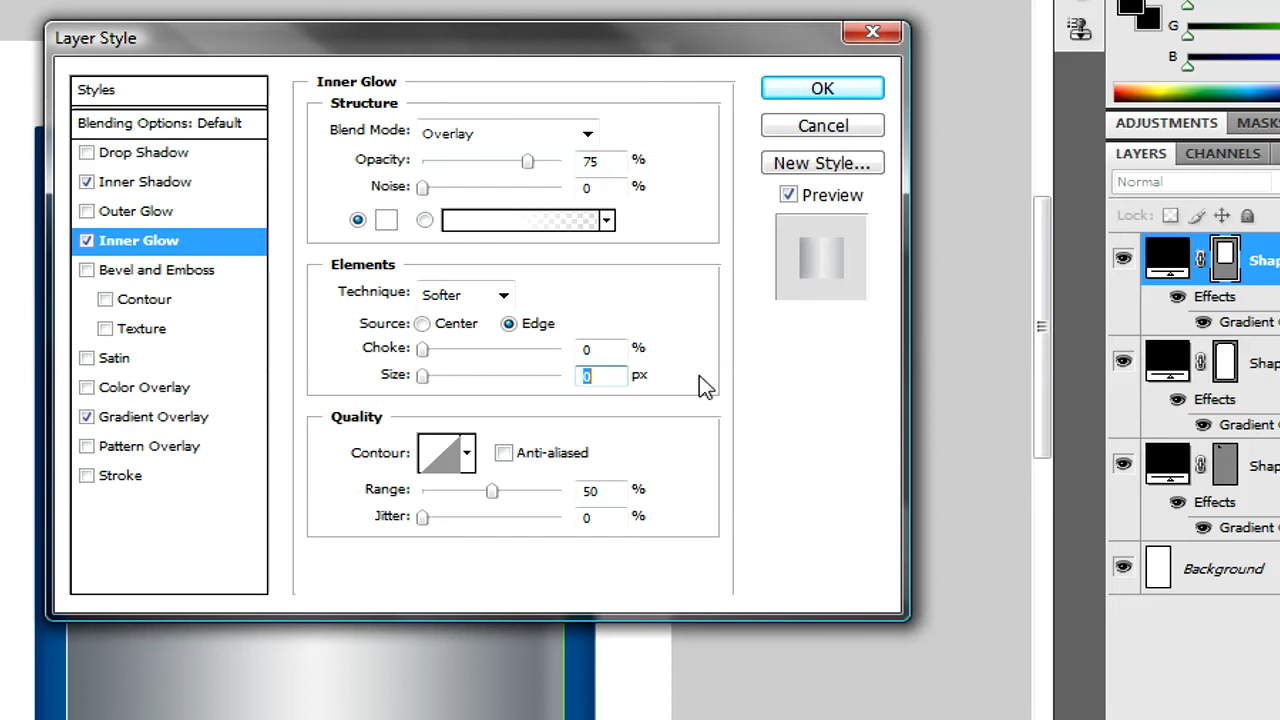 Layer Style
Styles
Blending Options: Default
Drop Shadow
Inner Shadow
Outer Glow
Inner Glow
Bevel and Emboss
Contour
Texture
Satin
Color Overlay
Gradient Overlay
Pattern Overlay
Stroke
Inner Glow
Structure
Blend Mode: Overlay
Opacity: 75 %
Noise: 0 %
Elements
Technique: Softer
Source: Center Edge
Choke: 0 %
Size: 0 px
Quality
Contour: Anti-aliased
Range: 50 %
Jitter: 0 %
OK
Cancel
New Style...
Preview
G
B
ADJUSTMENTS MASKS
LAYERS CHANNELS
Normal
Lock:
Shap
Effects
Gradient
Shap
Effects
Gradient
Shap
Effects
Gradient
Background